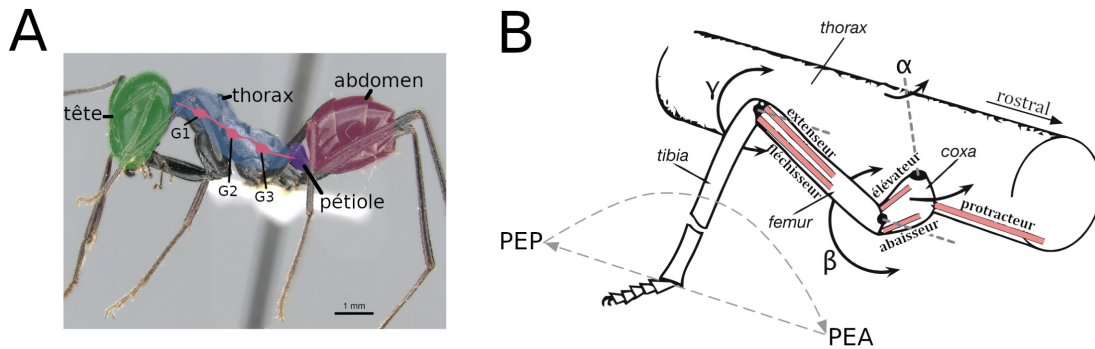 A
tête
thorax
abdomen
G1
G2
G3
pétiole
1 mm
B
thorax
α
rostral
γ
extenseur
fléchisseur
tibia
femur
élévateur
coxa
abaisseur
protracteur
β
PEP
PEA